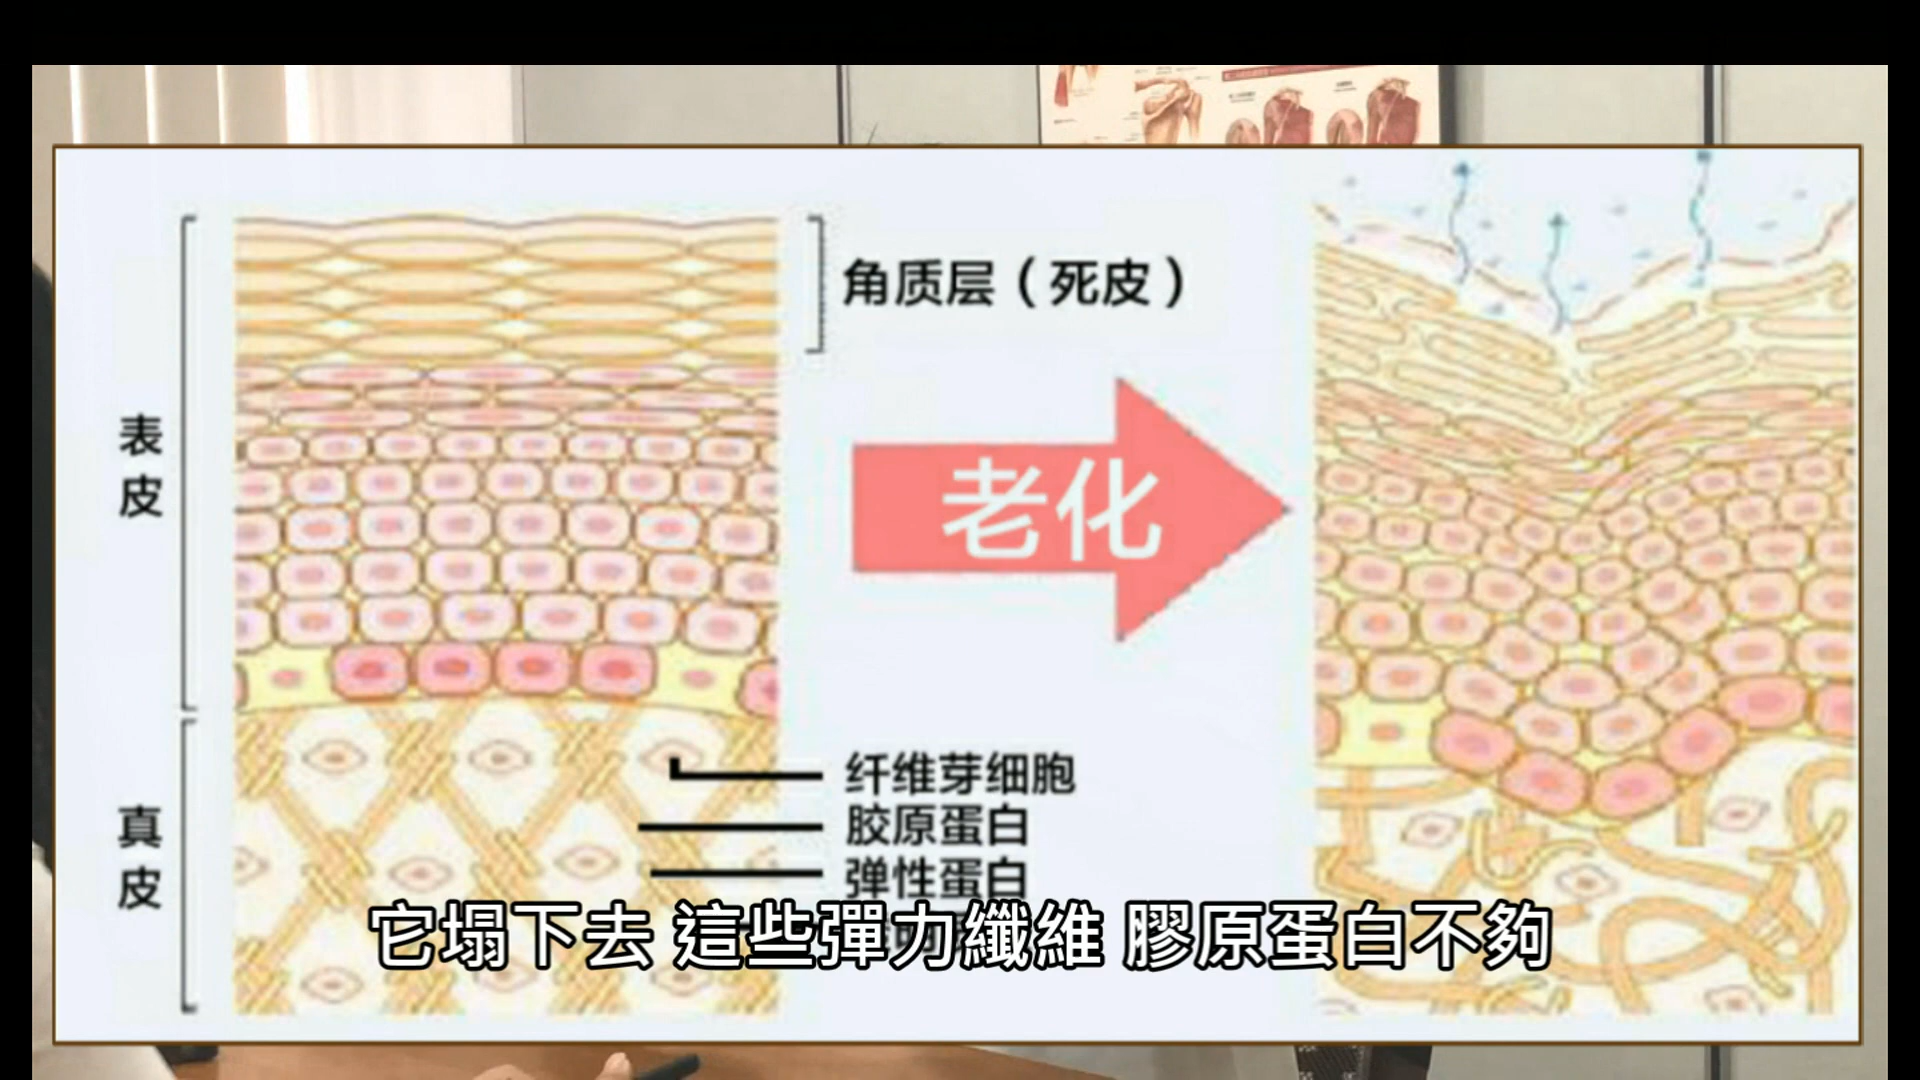 角质层（死皮）
表皮
老化
纤维芽细胞
胶原蛋白
弹性蛋白
真皮
它塌下去 這些彈力纖維 膠原蛋白不夠